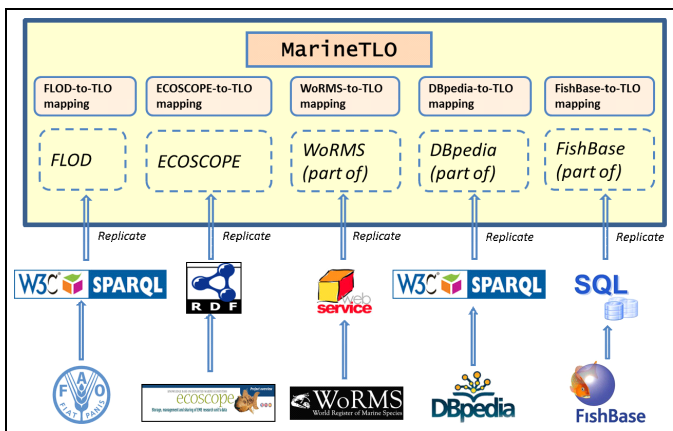 MarineTLO
FLOD-to-TLO
mapping
ECOSCOPE-to-TLO
mapping
WoRMS-to-TLO
mapping
DBpedia-to-TLO
mapping
FishBase-to-TLO
mapping
FLOD
ECOSCOPE
WoRMS
(part of)
DBpedia
(part of)
FishBase
(part of)
Replicate
Replicate
Replicate
Replicate
Replicate
W3C SPARQL
RDF
web
service
W3C SPARQL
SQL
F A O
FIAT PANIS
ecoscope
WoRMS
World Register of Marine Species
DBpedia
FishBase